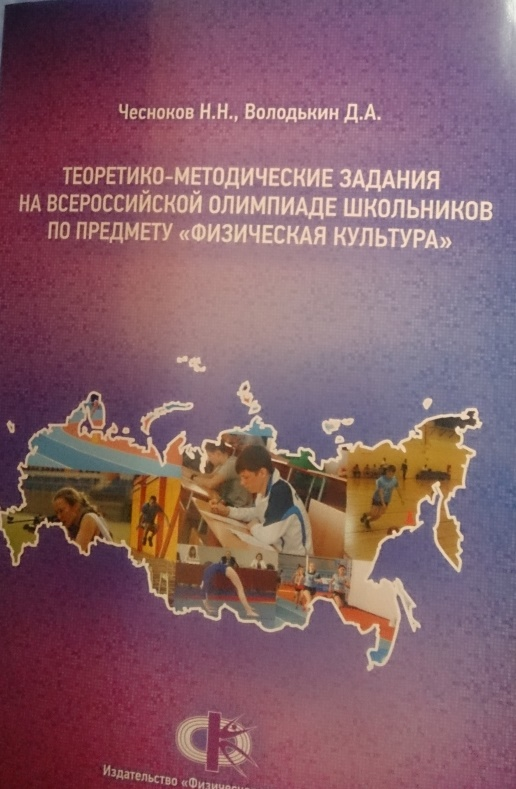 Чесноков Н.Н., Володькин Д.А.
ТЕОРЕТИКО-МЕТОДИЧЕСКИЕ ЗАДАНИЯ
НА ВСЕРОССИЙСКОЙ ОЛИМПИАДЕ ШКОЛЬНИКОВ
ПО ПРЕДМЕТУ «ФИЗИЧЕСКАЯ КУЛЬТУРА»
Издательство